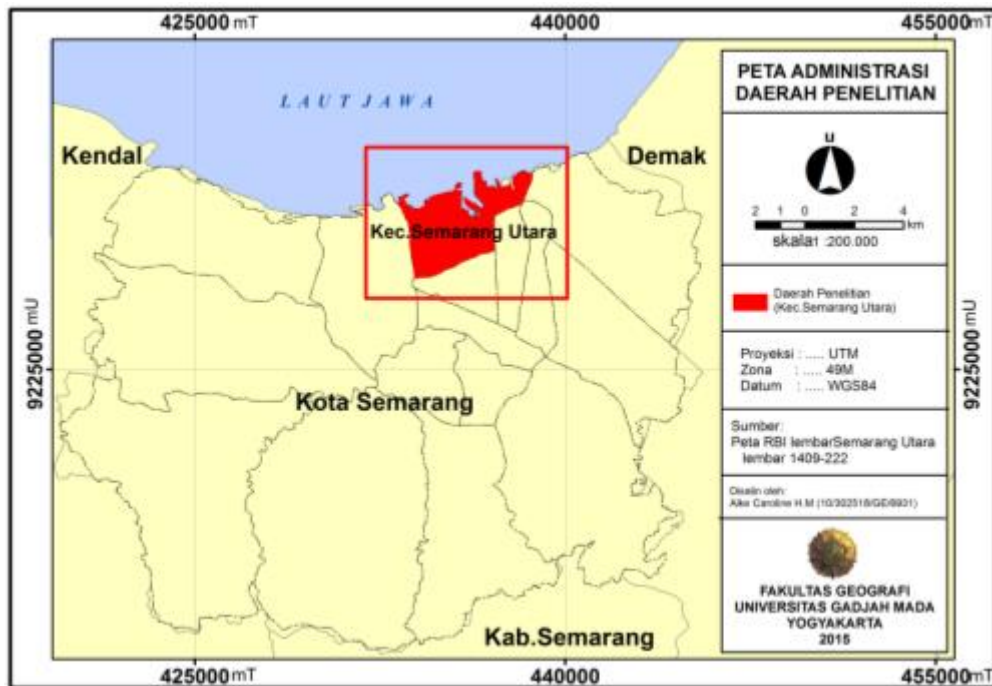 425000 mT
440000
455000 mT
LAUT JAWA
Kendal
Demak
Kec.Semarang Utara
9225000 mU
Kota Semarang
Kab.Semarang
9225000 mU
425000 mT
440000
455000 mT
PETA ADMINISTRASI
DAERAH PENELITIAN
U
2 1 0 2 4
km
skala1 :200.000
Daerah Penelitian
(Kec.Semarang Utara)
Proyeksi : ..... UTM
Zona : ..... 49M
Datum : ..... WGS84
Sumber:
Peta RBI lembarSemarang Utara
lembar 1409-222
oleh:
Caroline H.M
FAKULTAS GEOGRAFI
UNIVERSITAS GADJAH MADA
YOGYAKARTA
2015